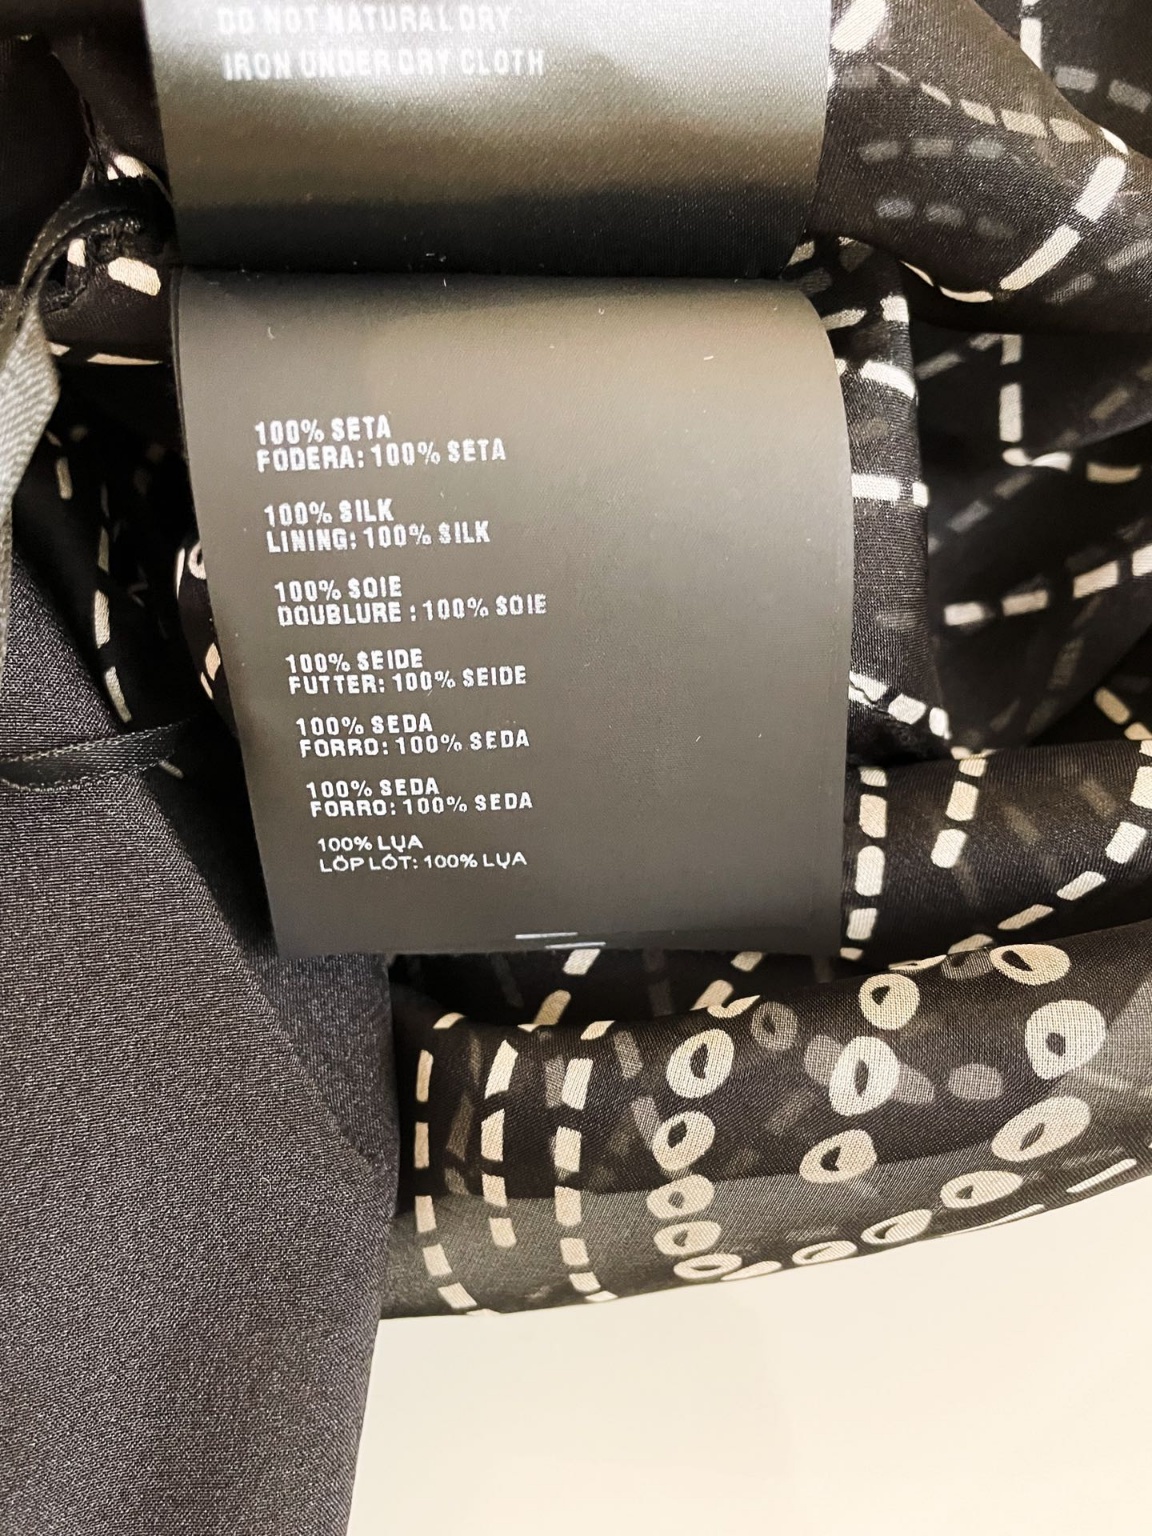 DO NOT NATURAL DRY
IRON UNDER DRY CLOTH
100% SETA
FODERA: 100% SETA
100% SILK
LINING: 100% SILK
100% SOIE
DOUBLURE : 100% SOIE
100% SEIDE
FUTTER: 100% SEIDE
100% SEDA
FORRO: 100% SEDA
100% SEDA
FORRO: 100% SEDA
100% LỤA
LỚP LÓT: 100% LỤA